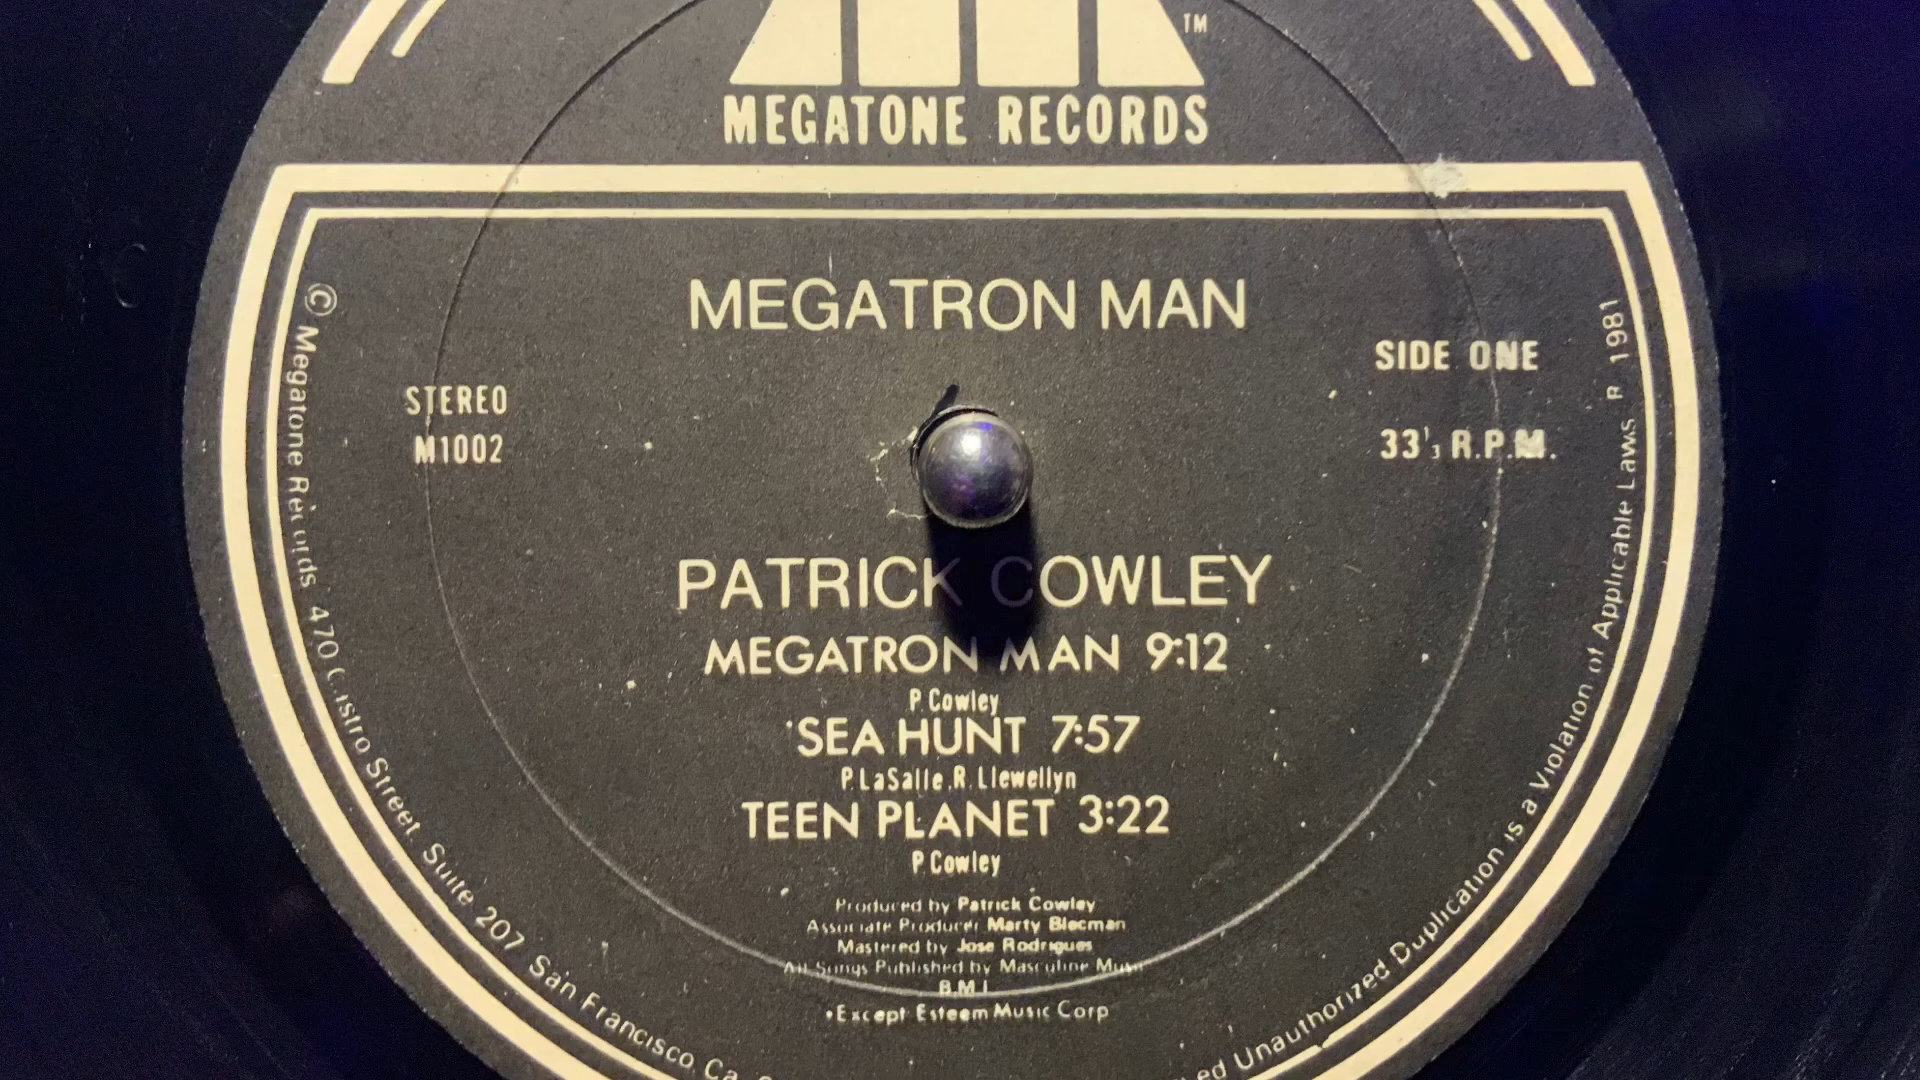 TM
MEGATONE RECORDS
MEGATRON MAN
SIDE ONE
STEREO
M1002
33 1/3 R.P.M.
PATRICK COWLEY
MEGATRON MAN 9:12
P. Cowley
*SEA HUNT 7:57
P. LaSalle, R. Llewellyn
TEEN PLANET 3:22
P. Cowley
Produced by Patrick Cowley
Associate Producer Marty Blecman
Mastered by Jose Rodrigues
All Songs Published by Masculine Music
B.M.I.
*Except Esteem Music Corp
© Megatone Records, 470 Castro Street, Suite 207 San Francisco Ca.
Unauthorized Duplication is a Violation of Applicable Laws ℗ 1981